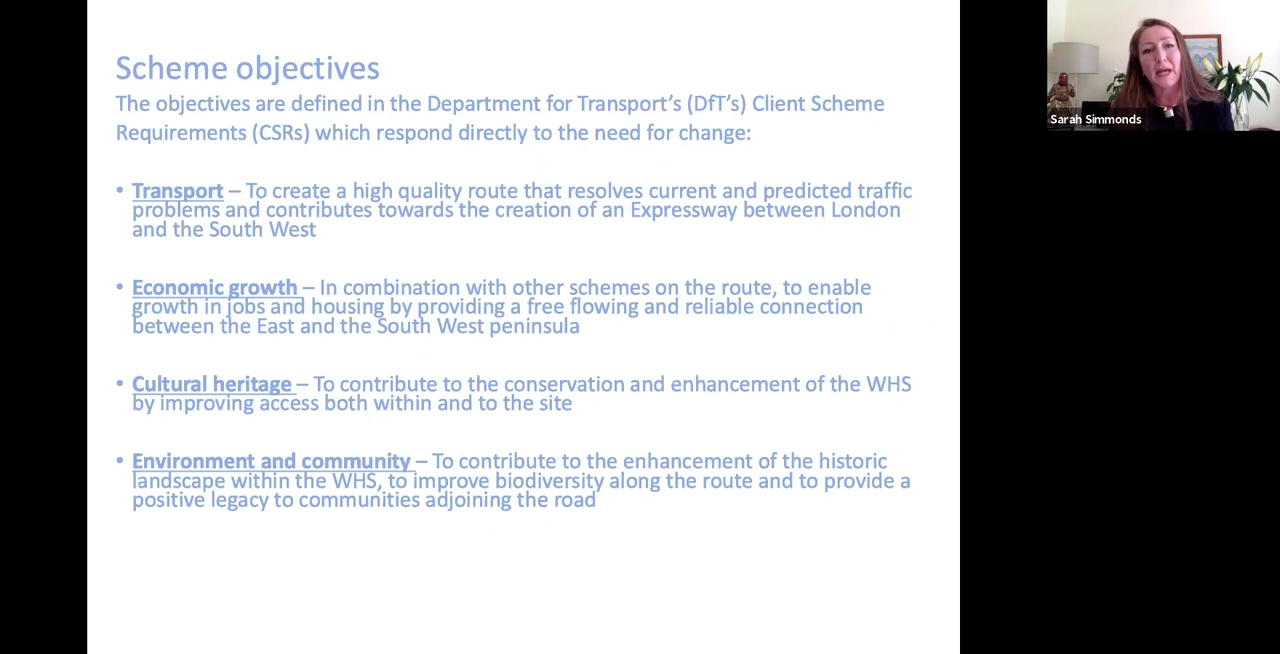 Scheme objectives
The objectives are defined in the Department for Transport's (DfT's) Client Scheme
Requirements (CSRs) which respond directly to the need for change:
• Transport – To create a high quality route that resolves current and predicted traffic
problems and contributes towards the creation of an Expressway between London
and the South West
• Economic growth – In combination with other schemes on the route, to enable
growth in jobs and housing by providing a free flowing and reliable connection
between the East and the South West peninsula
• Cultural heritage – To contribute to the conservation and enhancement of the WHS
by improving access both within and to the site
• Environment and community – To contribute to the enhancement of the historic
landscape within the WHS, to improve biodiversity along the route and to provide a
positive legacy to communities adjoining the road
Sarah Simmonds